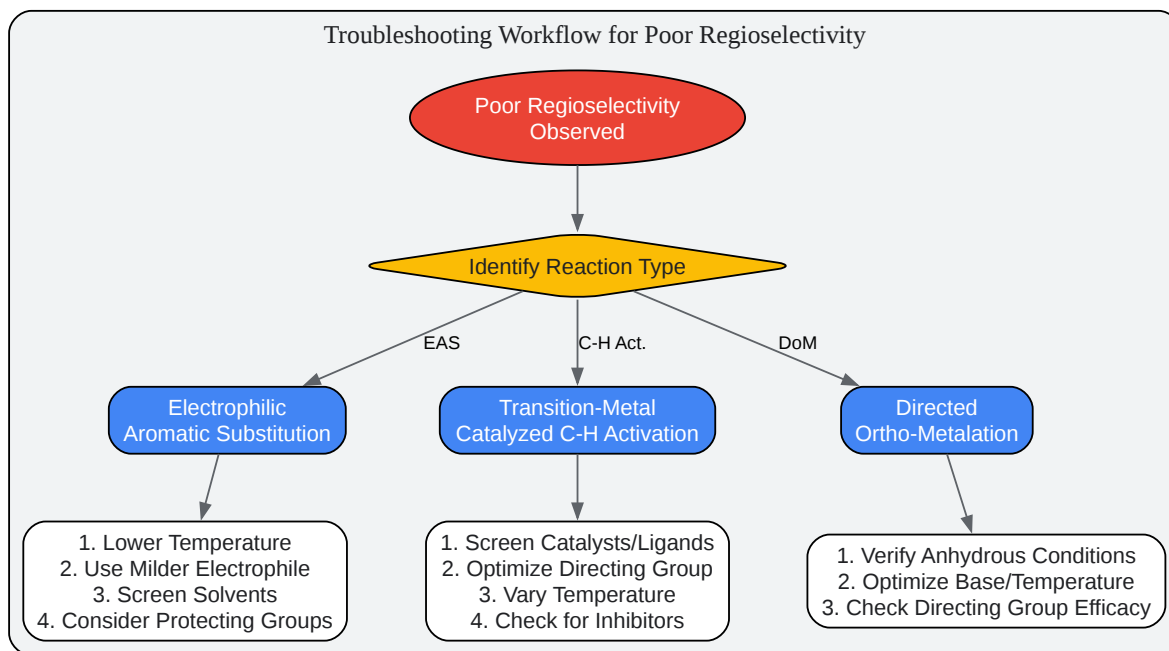 Troubleshooting Workflow for Poor Regioselectivity
Poor Regioselectivity
Observed
Identify Reaction Type
EAS
C-H Act.
DoM
Electrophilic
Aromatic Substitution
Transition-Metal
Catalyzed C-H Activation
Directed
Ortho-Metalation
1. Lower Temperature
2. Use Milder Electrophile
3. Screen Solvents
4. Consider Protecting Groups
1. Screen Catalysts/Ligands
2. Optimize Directing Group
3. Vary Temperature
4. Check for Inhibitors
1. Verify Anhydrous Conditions
2. Optimize Base/Temperature
3. Check Directing Group Efficacy